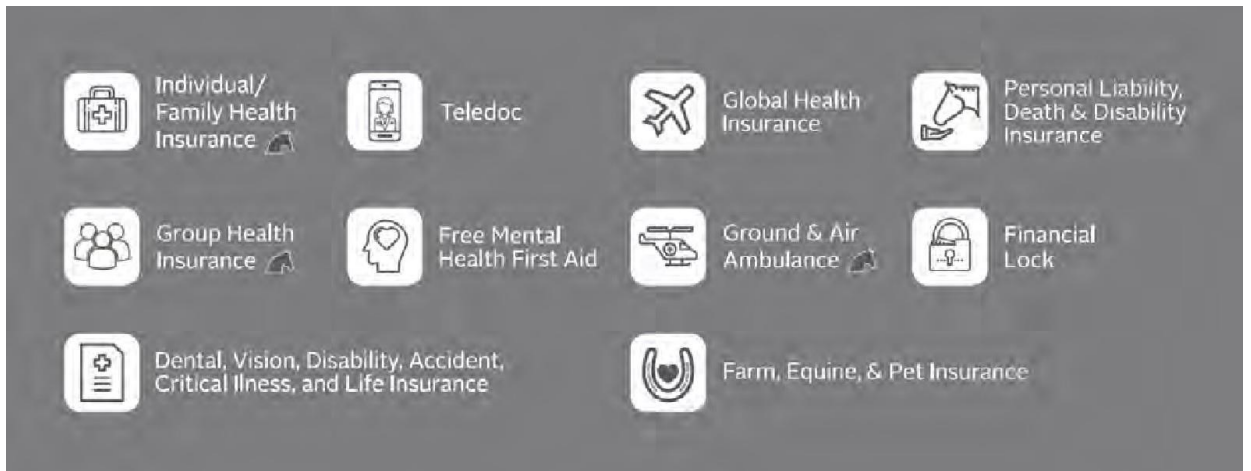 Individual/
Family Health
Insurance
Teledoc
Global Health
Insurance
Personal Liability,
Death & Disability
Insurance
Group Health
Insurance
Free Mental
Health First Aid
Ground & Air
Ambulance
Financial
Lock
Dental, Vision, Disability, Accident,
Critical Ilness, and Life Insurance
Farm, Equine, & Pet Insurance